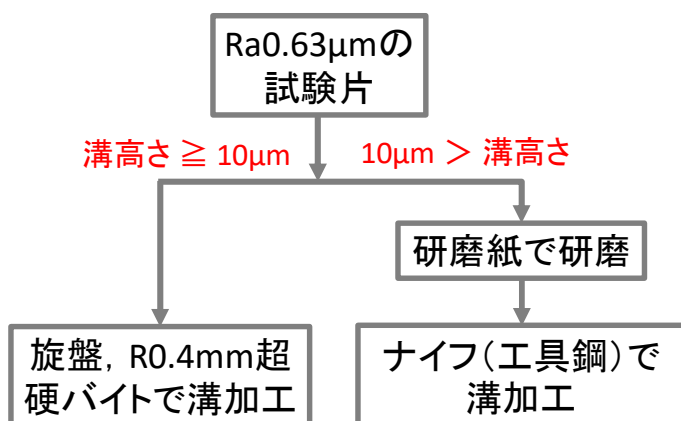 Ra0.63μmの
試験片
溝高さ ≧ 10μm
10μm ＞ 溝高さ
研磨紙で研磨
旋盤，R0.4mm超
硬バイトで溝加工
ナイフ（工具鋼）で
溝加工